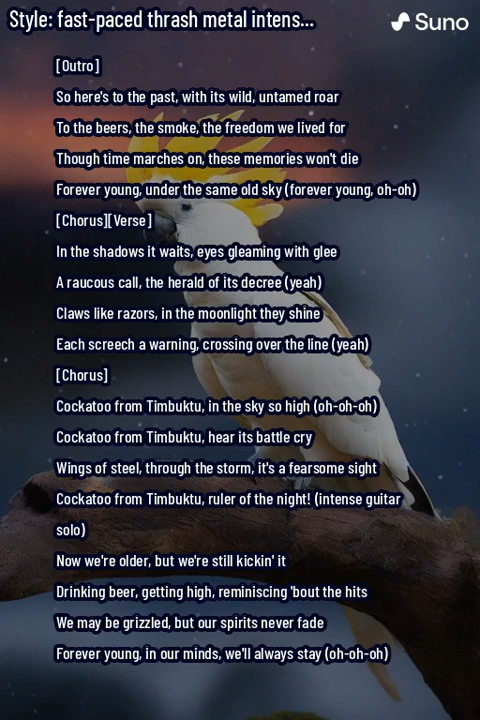 Style: fast-paced thrash metal intens...
Suno
[Outro]
So here's to the past, with its wild, untamed roar
To the beers, the smoke, the freedom we lived for
Though time marches on, these memories won't die
Forever young, under the same old sky (forever young, oh-oh)
[Chorus][Verse]
In the shadows it waits, eyes gleaming with glee
A raucous call, the herald of its decree (yeah)
Claws like razors, in the moonlight they shine
Each screech a warning, crossing over the line (yeah)
[Chorus]
Cockatoo from Timbuktu, in the sky so high (oh-oh-oh)
Cockatoo from Timbuktu, hear its battle cry
Wings of steel, through the storm, it's a fearsome sight
Cockatoo from Timbuktu, ruler of the night! (intense guitar
solo)
Now we're older, but we're still kickin' it
Drinking beer, getting high, reminiscing 'bout the hits
We may be grizzled, but our spirits never fade
Forever young, in our minds, we'll always stay (oh-oh-oh)